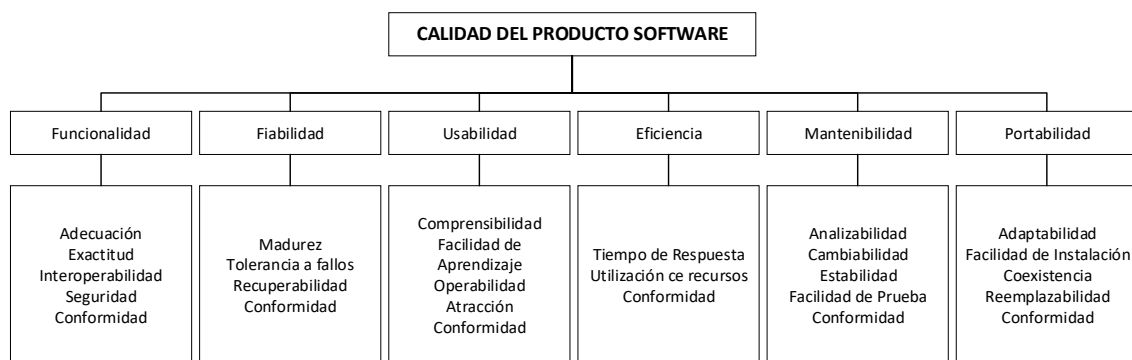 CALIDAD DEL PRODUCTO SOFTWARE
Funcionalidad
Fiabilidad
Usabilidad
Eficiencia
Mantenibilidad
Portabilidad
Adecuación
Exactitud
Interoperabilidad
Seguridad
Conformidad
Madurez
Tolerancia a fallos
Recuperabilidad
Conformidad
Comprensibilidad
Facilidad de
Aprendizaje
Operabilidad
Atracción
Conformidad
Tiempo de Respuesta
Utilización ce recursos
Conformidad
Analizabilidad
Cambiabilidad
Estabilidad
Facilidad de Prueba
Conformidad
Adaptabilidad
Facilidad de Instalación
Coexistencia
Reemplazabilidad
Conformidad